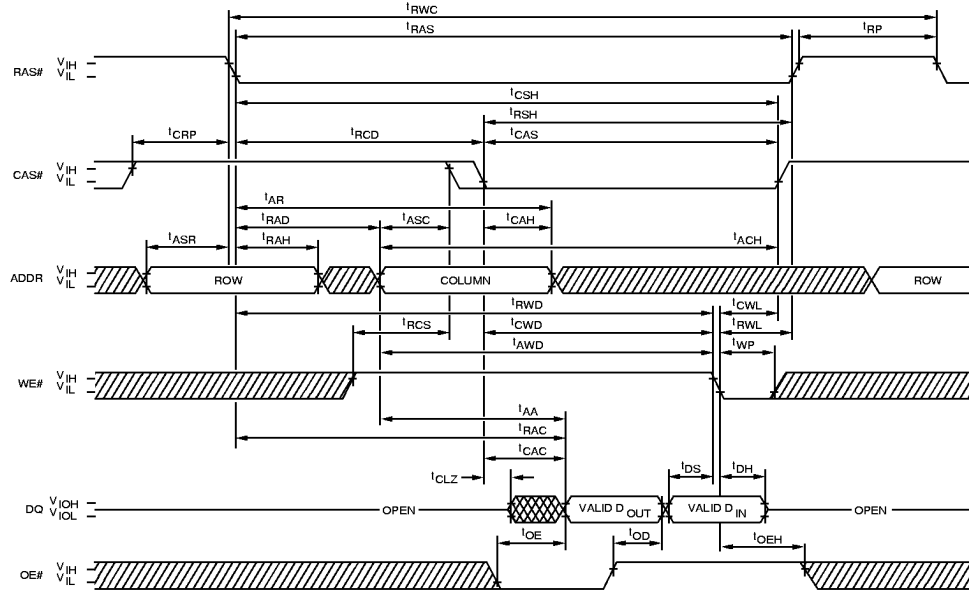 tRWC
tRAS
tRP
RAS# VIH
VIL
tCSH
tRSH
tCRP
tRCD
tCAS
CAS# VIH
VIL
tAR
tRAD
tASC
tCAH
tASR
tRAH
tACH
ADDR VIH
VIL
ROW
COLUMN
ROW
tRWD
tCWL
tRCS
tCWD
tRWL
tAWD
tWP
WE# VIH
VIL
tAA
tRAC
tCAC
tCLZ
tDS
tDH
DQ VIOH
VIOL
OPEN
VALID DOUT
VALID DIN
OPEN
tOE
tOD
tOEH
OE# VIH
VIL